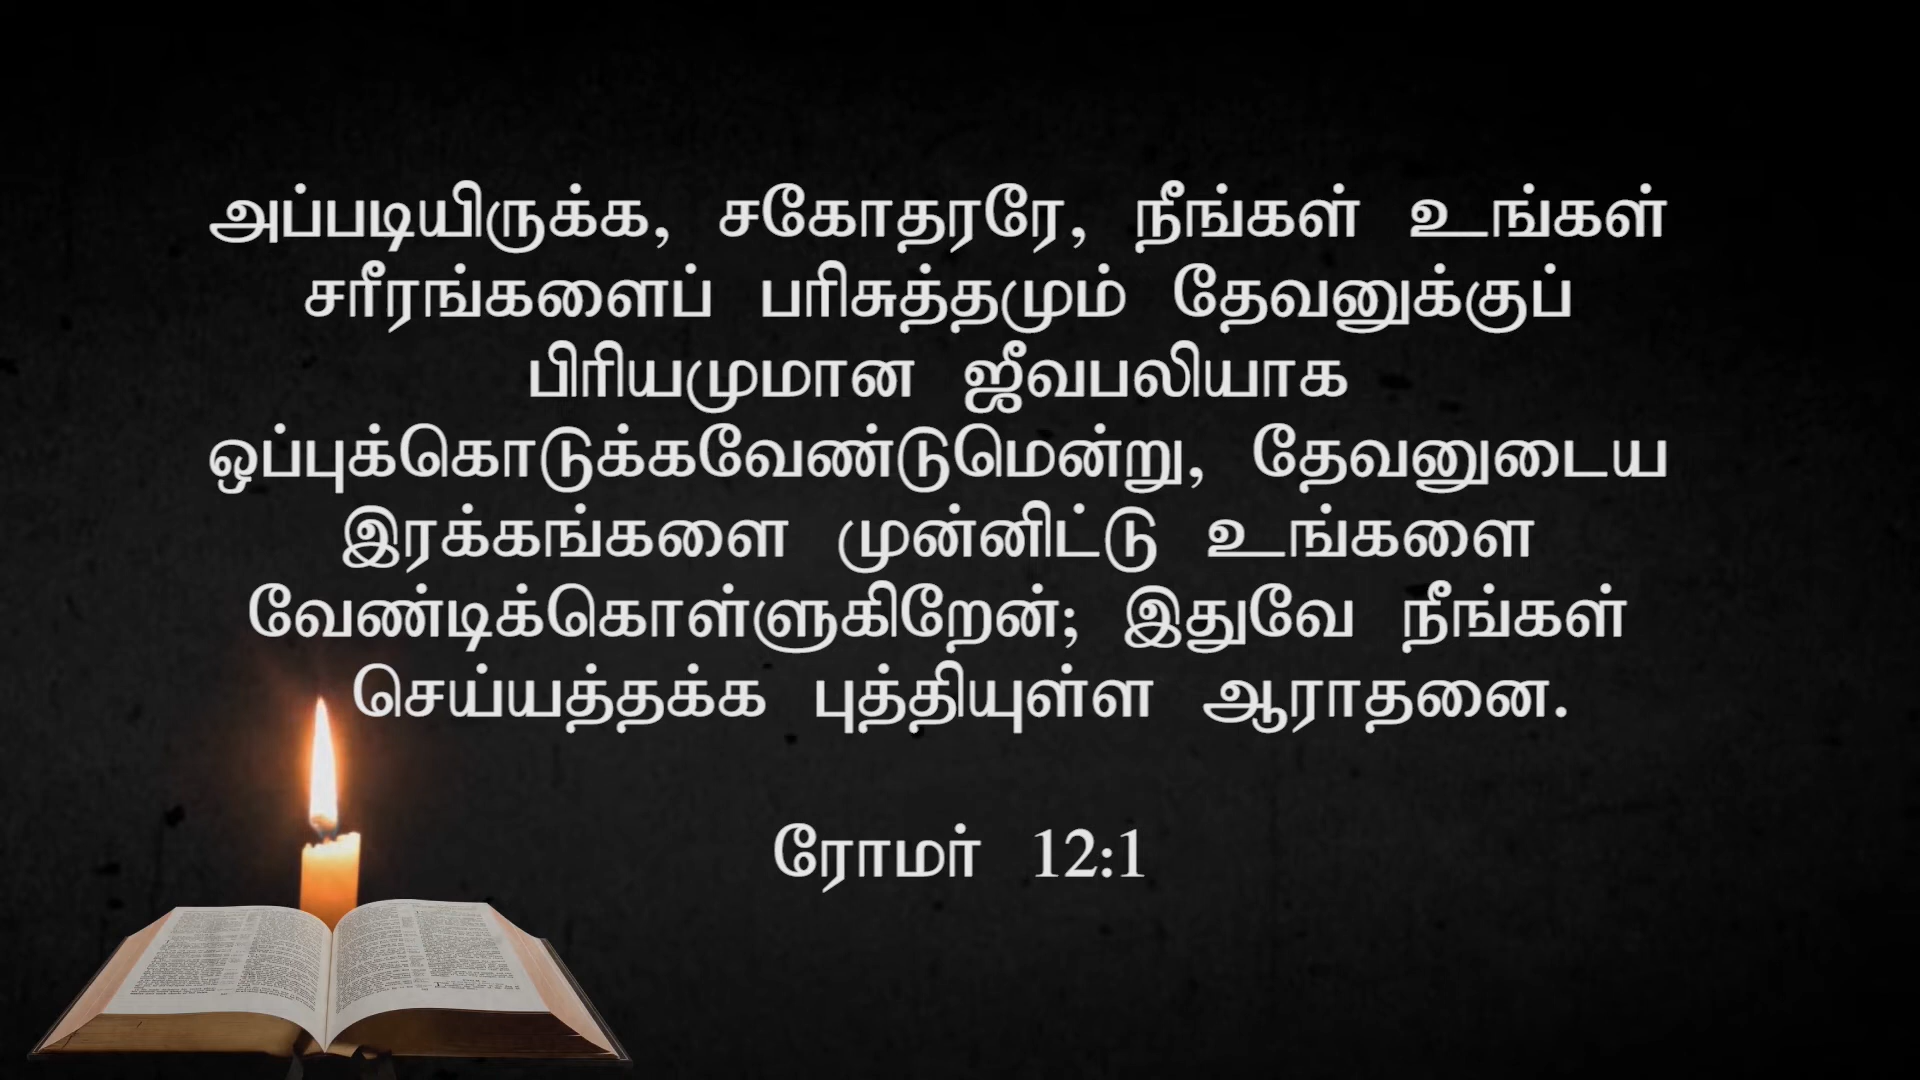 அப்படியிருக்க, சகோதரரே, நீங்கள் உங்கள்
சரீரங்களைப் பரிசுத்தமும் தேவனுக்குப்
பிரியமுமான ஜீவபலியாக
ஒப்புக்கொடுக்கவேண்டுமென்று, தேவனுடைய
இரக்கங்களை முன்னிட்டு உங்களை
வேண்டிக்கொள்ளுகிறேன்; இதுவே நீங்கள்
செய்யத்தக்க புத்தியுள்ள ஆராதனை.
ரோமர் 12:1